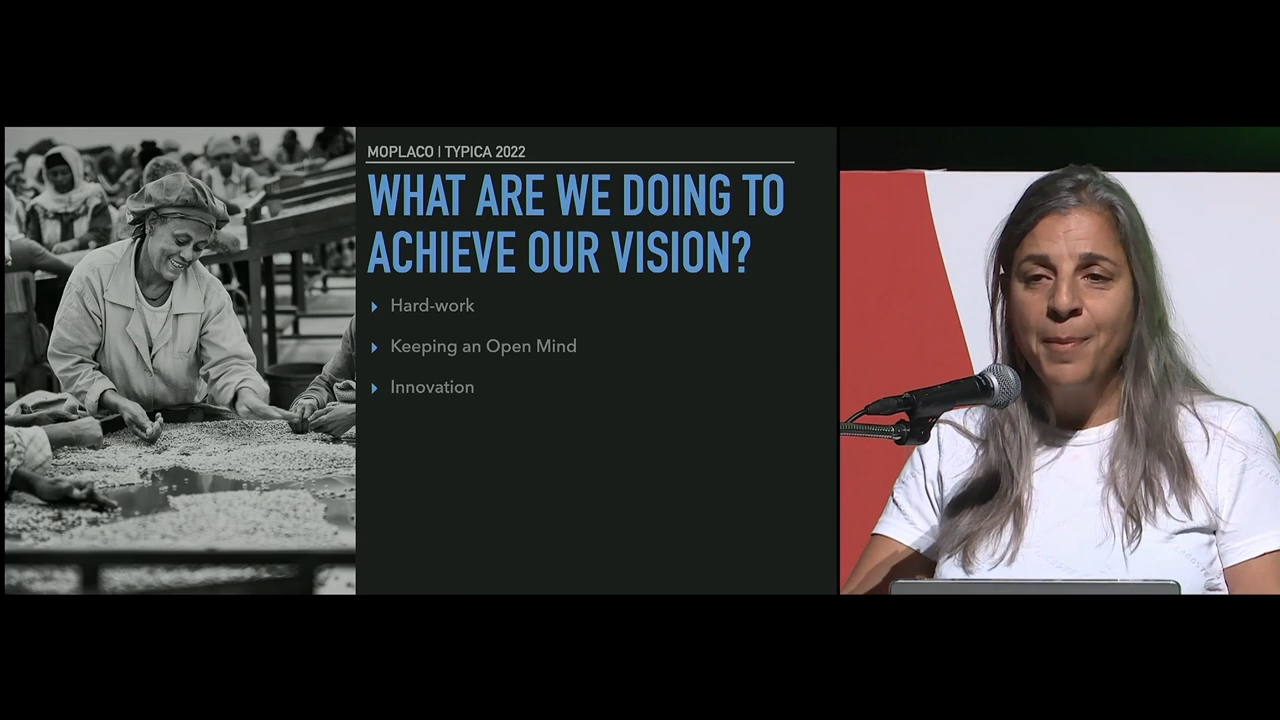 MOPLACO | TYPICA 2022
WHAT ARE WE DOING TO
ACHIEVE OUR VISION?
Hard-work
Keeping an Open Mind
Innovation